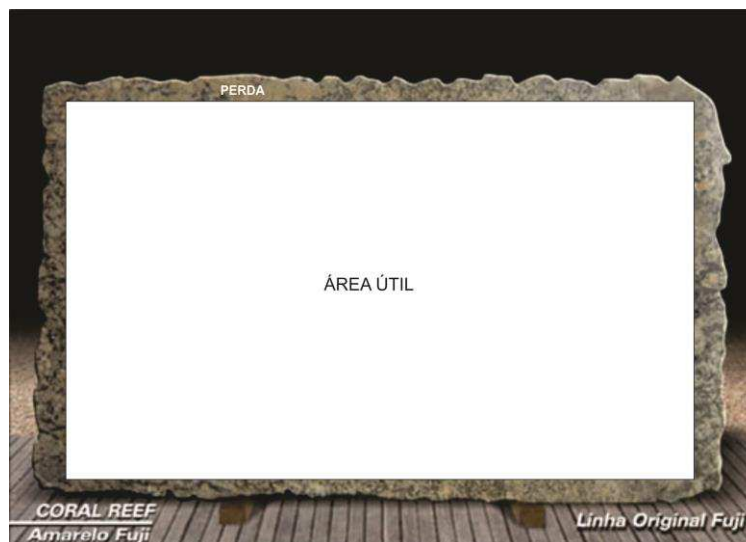 PERDA
ÁREA ÚTIL
CORAL REEF
Amarelo Fuji
Linha Original Fuji